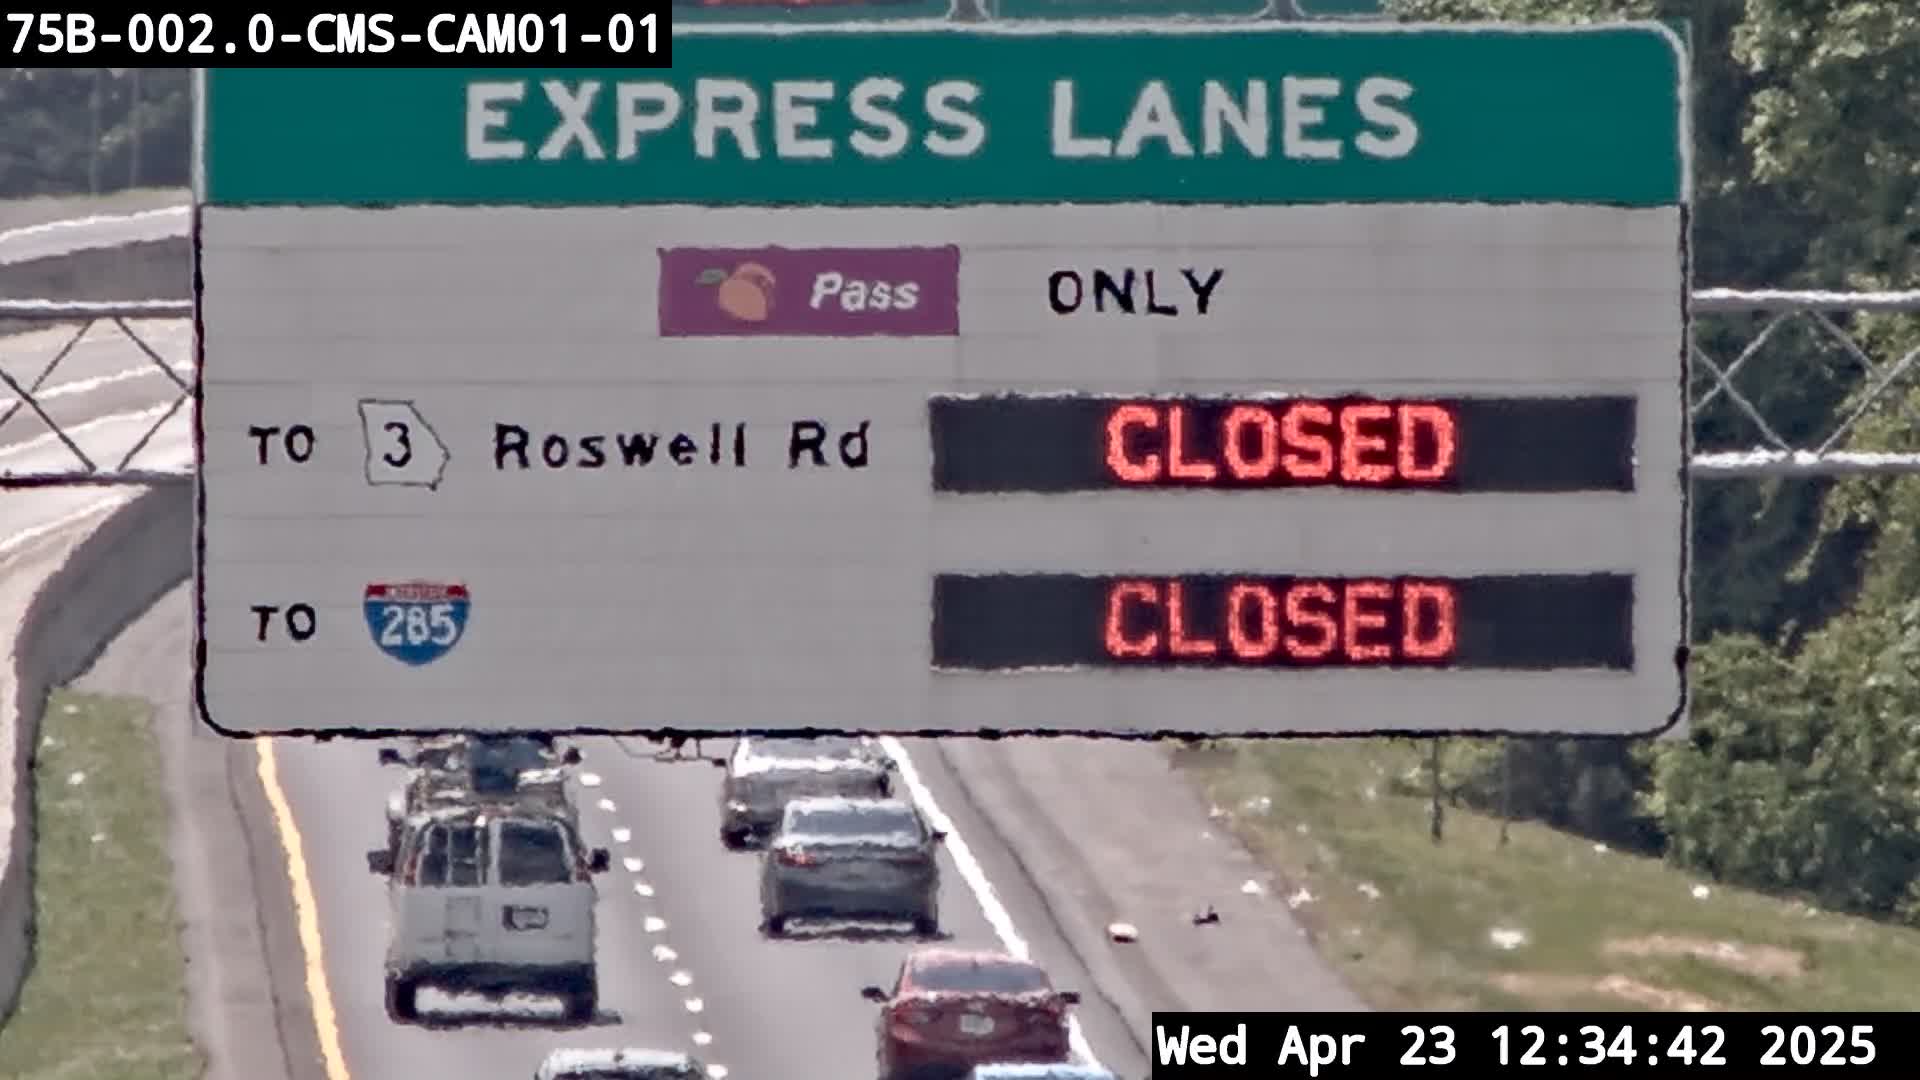 75B-002.0-CMS-CAM01-01
EXPRESS LANES
Pass ONLY
TO 3 Roswell Rd CLOSED
TO 285 CLOSED
Wed Apr 23 12:34:42 2025